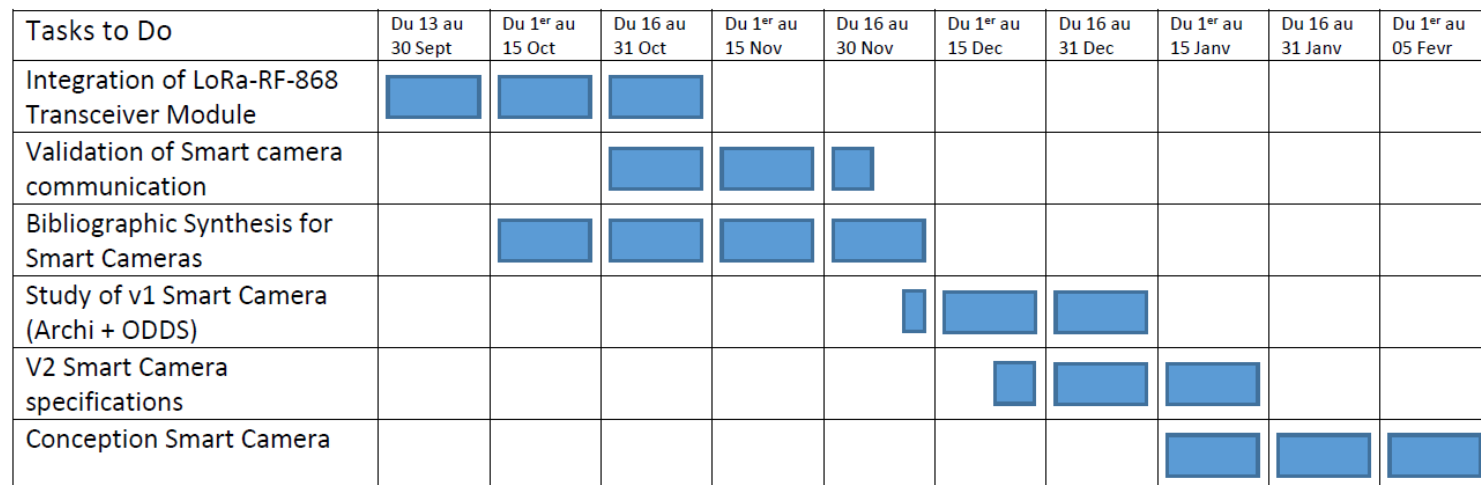 Tasks to Do
Du 13 au
30 Sept
Du 1er au
15 Oct
Du 16 au
31 Oct
Du 1er au
15 Nov
Du 16 au
30 Nov
Du 1er au
15 Dec
Du 16 au
31 Dec
Du 1er au
15 Janv
Du 16 au
31 Janv
Du 1er au
05 Fevr
Integration of LoRa-RF-868
Transceiver Module
Validation of Smart camera
communication
Bibliographic Synthesis for
Smart Cameras
Study of v1 Smart Camera
(Archi + ODDS)
V2 Smart Camera
specifications
Conception Smart Camera